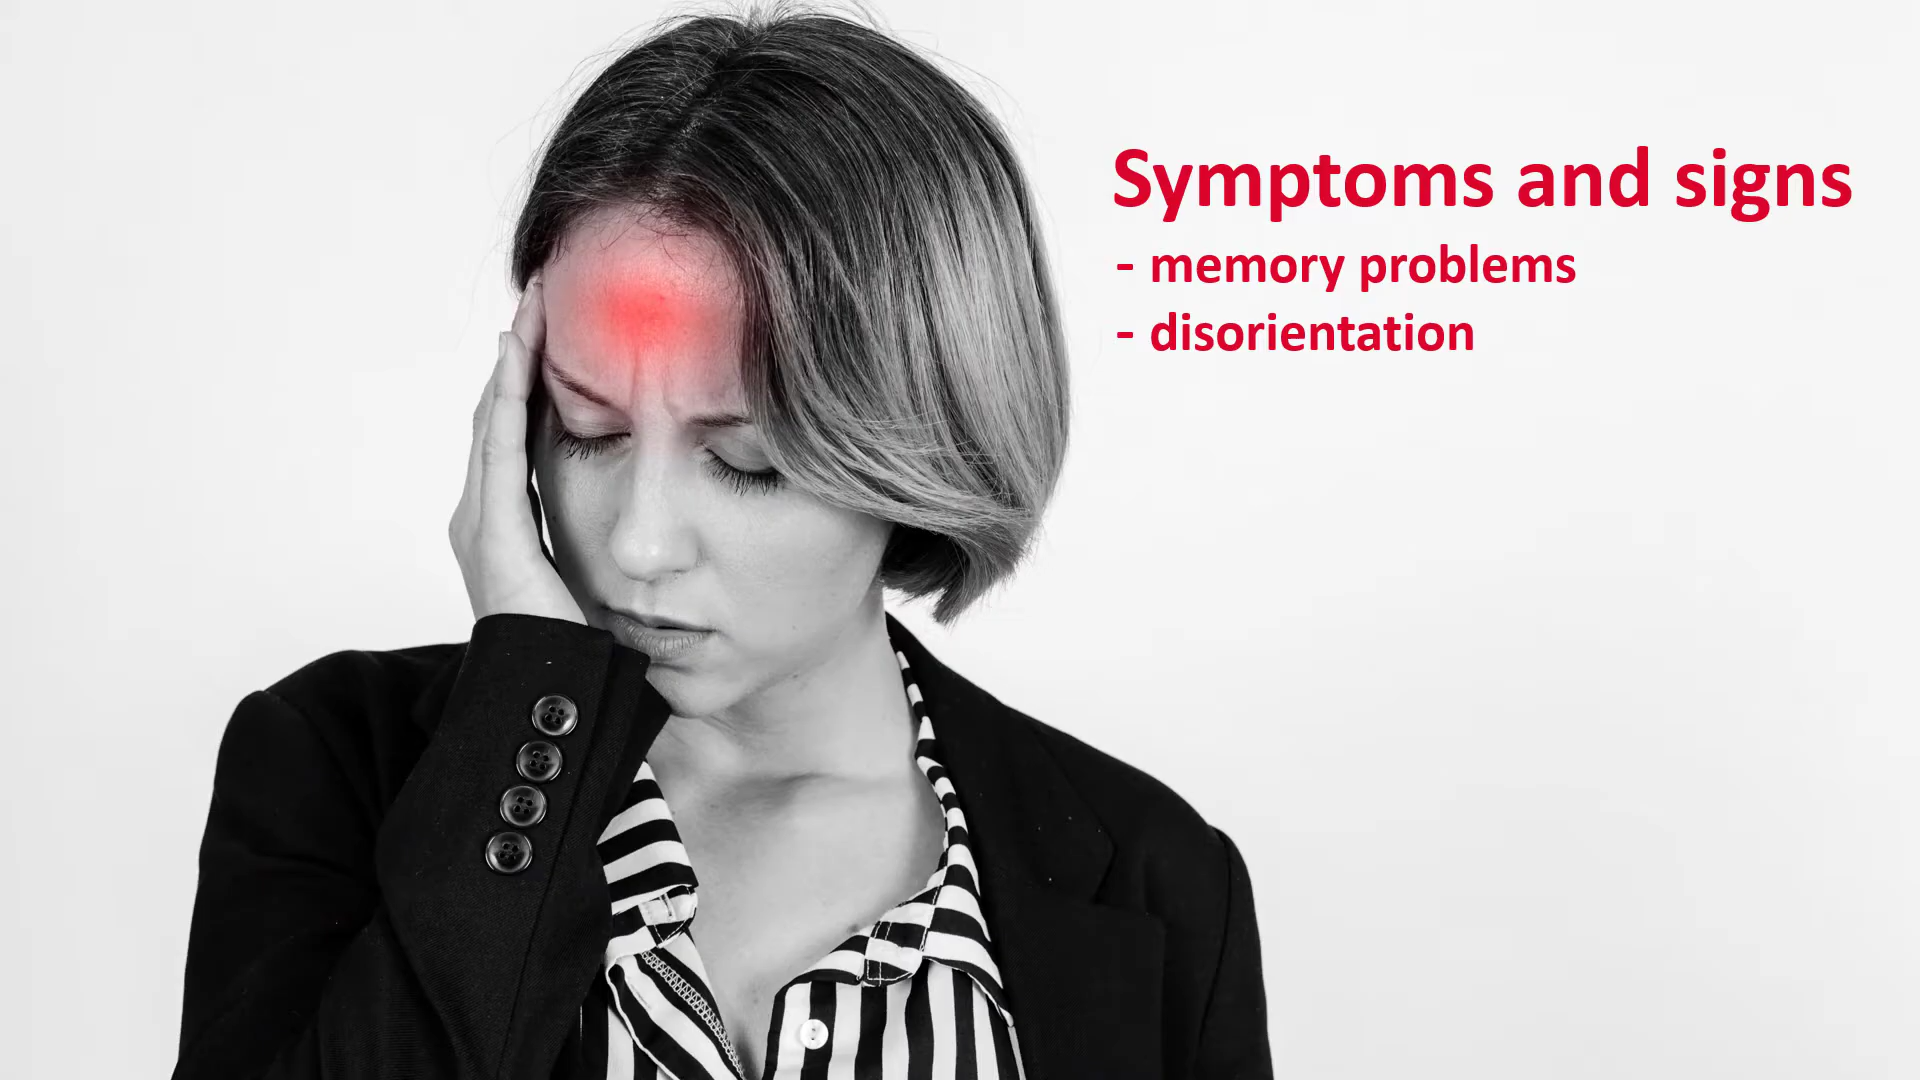 Symptoms and signs
- memory problems
- disorientation